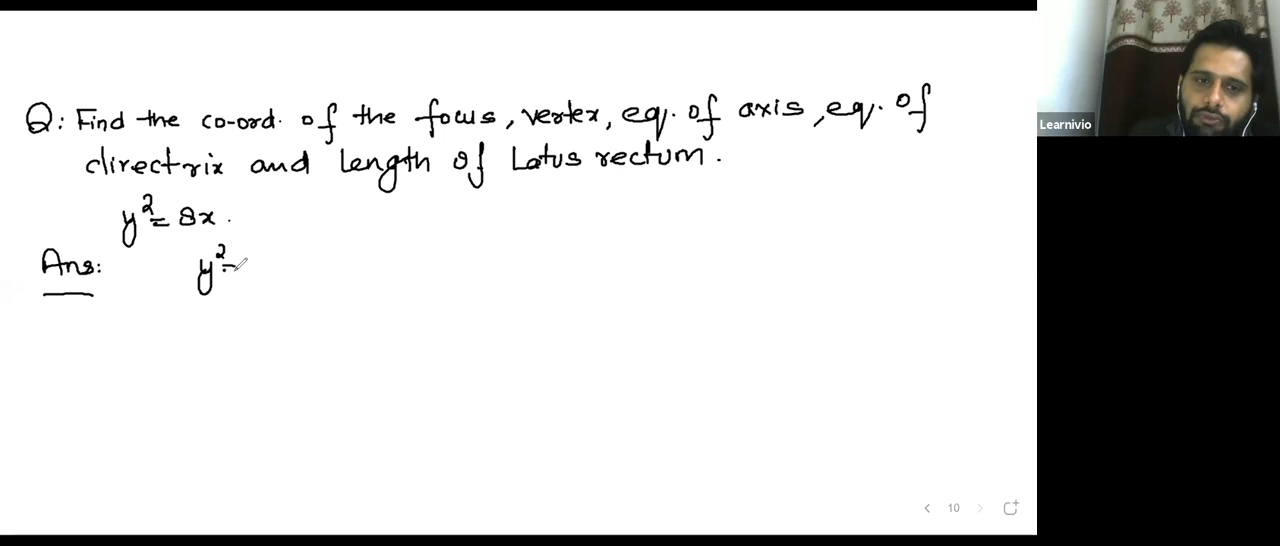 Q: Find the co-ord. of the focus, vertex, eq. of axis, eq. of
directrix and length of Latus rectum.
y² = 8x.
Ans: y² =
Learnivio
10